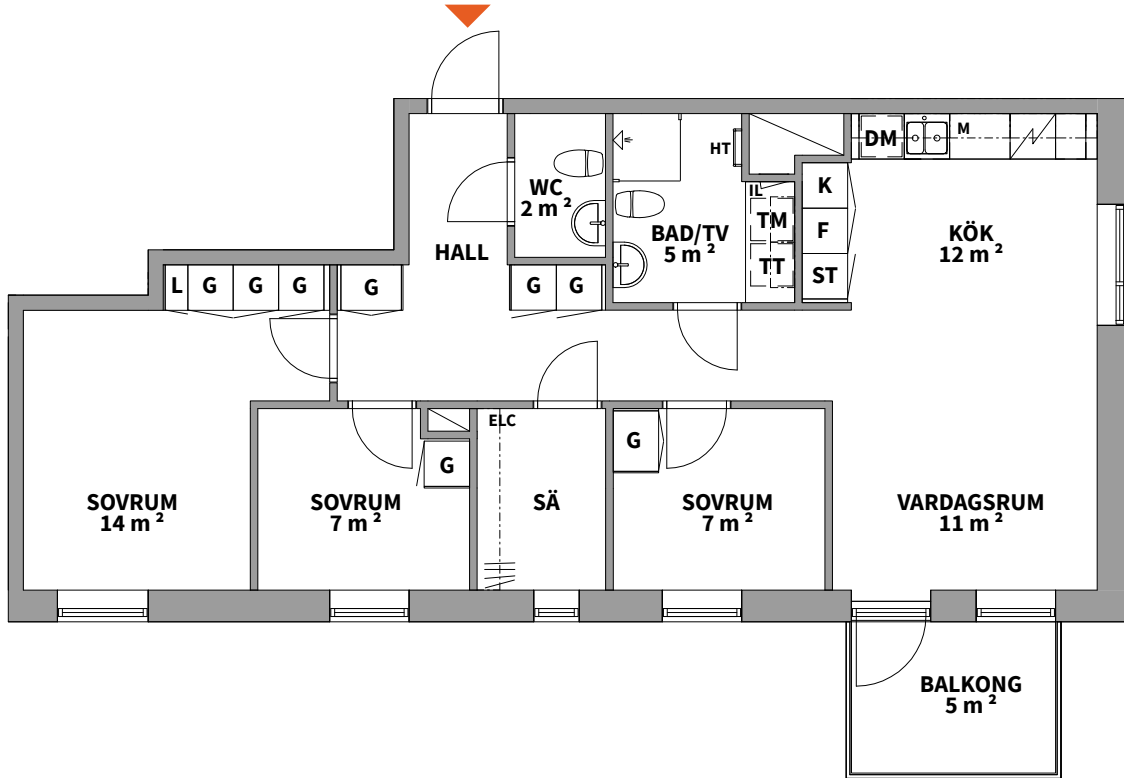 DM
M
HT
K
WC
2 m ²
IL
TM
F
BAD/TV
5 m ²
KÖK
12 m ²
HALL
TT
ST
L
G
G
G
G
G
G
ELC
G
G
SOVRUM
14 m ²
SOVRUM
7 m ²
SÄ
SOVRUM
7 m ²
VARDAGSRUM
11 m ²
BALKONG
5 m ²